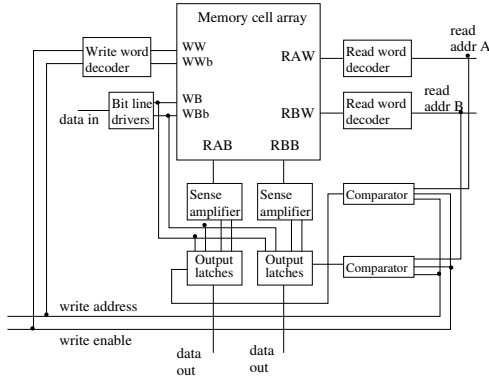 Memory cell array
read
addr A
Write word
decoder
WW
WWb
RAW
Read word
decoder
Bit line
drivers
WB
WBb
RBW
Read word
decoder
read
addr B
data in
RAB
RBB
Sense
amplifier
Sense
amplifier
Comparator
Output
latches
Output
latches
Comparator
write address
write enable
data
out
data
out